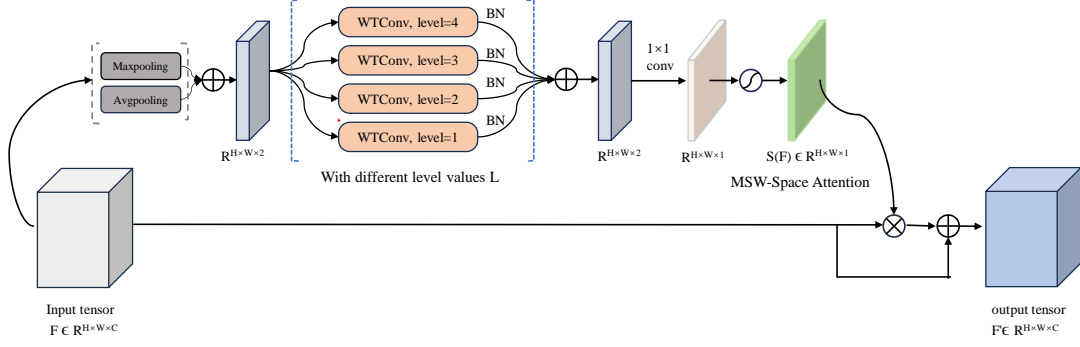 Maxpooling
Avgpooling
R^{H×W×2}
WTConv, level=4
WTConv, level=3
WTConv, level=2
WTConv, level=1
BN
BN
BN
BN
With different level values L
R^{H×W×2}
1×1
conv
R^{H×W×1}
S(F) ϵ R^{H×W×1}
MSW-Space Attention
Input tensor
F ϵ R^{H×W×C}
output tensor
F'ϵ R^{H×W×C}